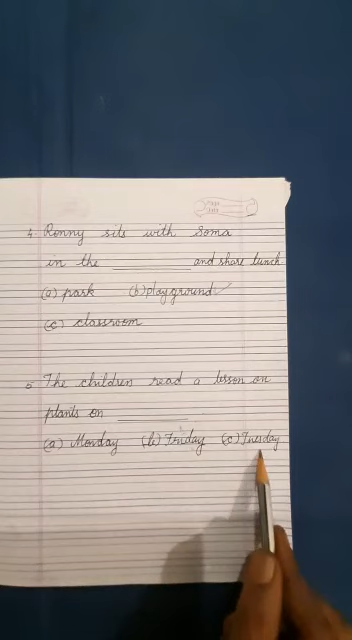 4. Ronny sits with Soma
in the ________ and share lunch.
(a) park (b) playground ✓
(c) classroom
5. The children read a lesson on
plants on ________
(a) Monday (b) Friday (c) Tuesday